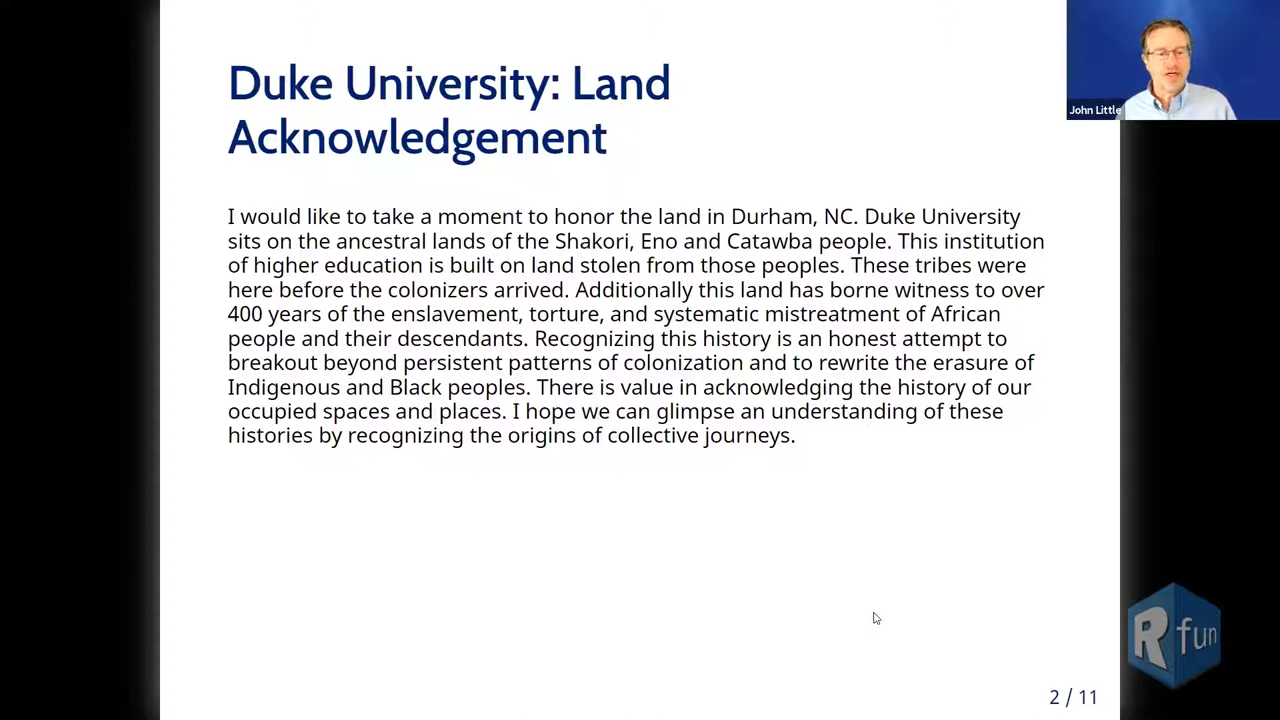 Duke University: Land
Acknowledgement
John Little
I would like to take a moment to honor the land in Durham, NC. Duke University
sits on the ancestral lands of the Shakori, Eno and Catawba people. This institution
of higher education is built on land stolen from those peoples. These tribes were
here before the colonizers arrived. Additionally this land has borne witness to over
400 years of the enslavement, torture, and systematic mistreatment of African
people and their descendants. Recognizing this history is an honest attempt to
breakout beyond persistent patterns of colonization and to rewrite the erasure of
Indigenous and Black peoples. There is value in acknowledging the history of our
occupied spaces and places. I hope we can glimpse an understanding of these
histories by recognizing the origins of collective journeys.
R fun
2 / 11